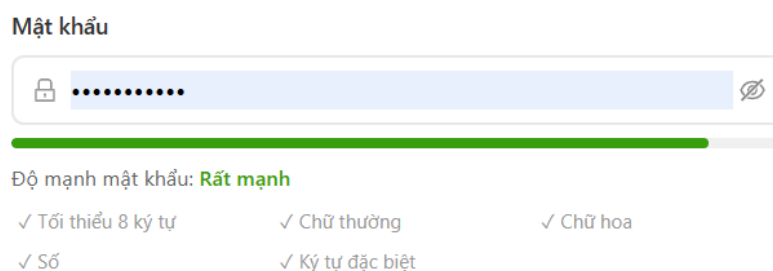 Mật khẩu
•••••••••••
Độ mạnh mật khẩu: Rất mạnh
✓ Tối thiểu 8 ký tự ✓ Chữ thường ✓ Chữ hoa
✓ Số ✓ Ký tự đặc biệt